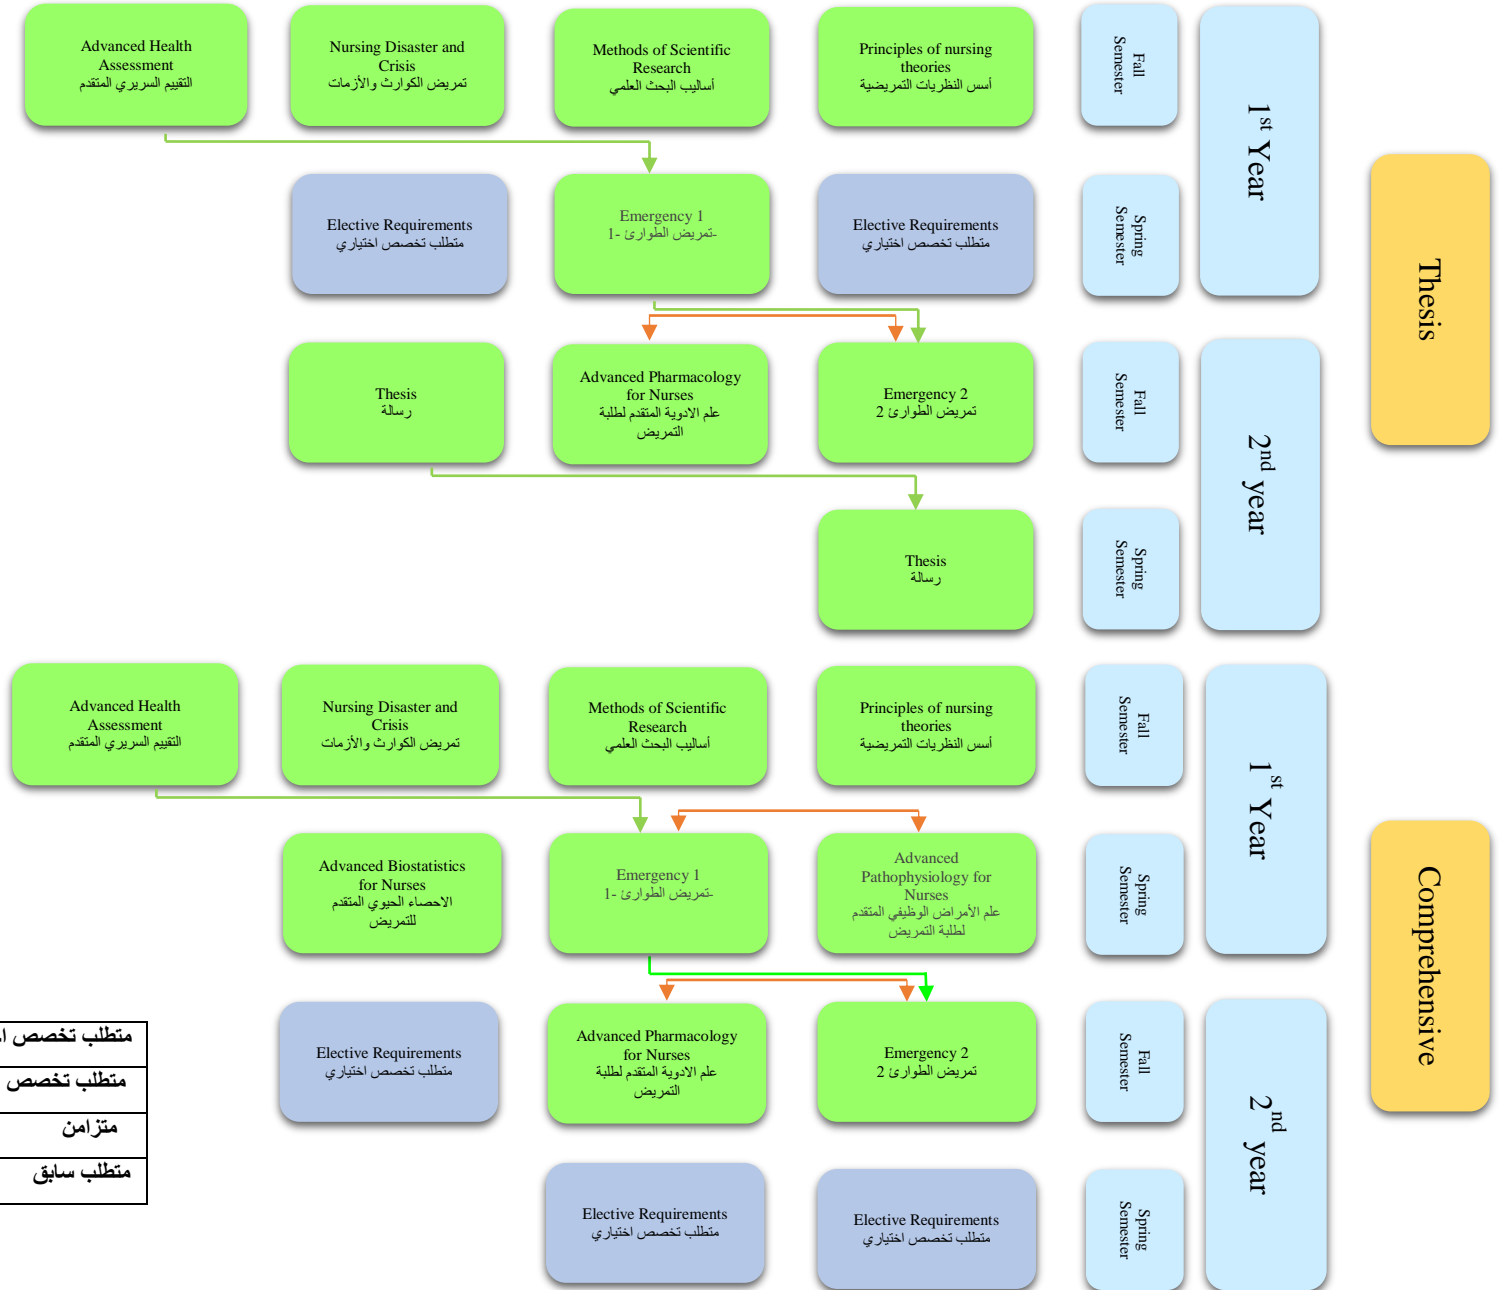 Advanced Health
Assessment
التقييم السريري المتقدم
Nursing Disaster and
Crisis
تمريض الكوارث والأزمات
Methods of Scientific
Research
أساليب البحث العلمي
Principles of nursing
theories
أسس النظريات التمريضية
Fall
Semester
1st Year
Thesis
Elective Requirements
متطلب تخصص اختياري
Emergency 1
تمريض الطوارئ -1-
Elective Requirements
متطلب تخصص اختياري
Spring
Semester
Thesis
رسالة
Advanced Pharmacology
for Nurses
علم الادوية المتقدم لطلبة
التمريض
Emergency 2
تمريض الطوارئ 2
Fall
Semester
2nd year
Thesis
رسالة
Spring
Semester
Advanced Health
Assessment
التقييم السريري المتقدم
Nursing Disaster and
Crisis
تمريض الكوارث والأزمات
Methods of Scientific
Research
أساليب البحث العلمي
Principles of nursing
theories
أسس النظريات التمريضية
Fall
Semester
1st Year
Comprehensive
Advanced Biostatistics
for Nurses
الاحصاء الحيوي المتقدم
للتمريض
Emergency 1
تمريض الطوارئ -1-
Advanced
Pathophysiology for
Nurses
علم الأمراض الوظيفي المتقدم
لطلبة التمريض
Spring
Semester
Elective Requirements
متطلب تخصص اختياري
Advanced Pharmacology
for Nurses
علم الادوية المتقدم لطلبة
التمريض
Emergency 2
تمريض الطوارئ 2
Fall
Semester
2nd year
Elective Requirements
متطلب تخصص اختياري
Elective Requirements
متطلب تخصص اختياري
Spring
Semester
متطلب تخصص
متطلب تخصص
متزامن
متطلب سابق